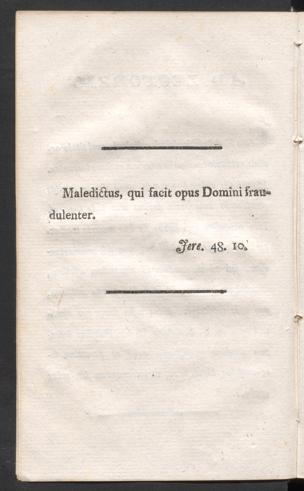 Maledictus, qui facit opus Domini frau-
dulenter.
Jere. 48. 10.